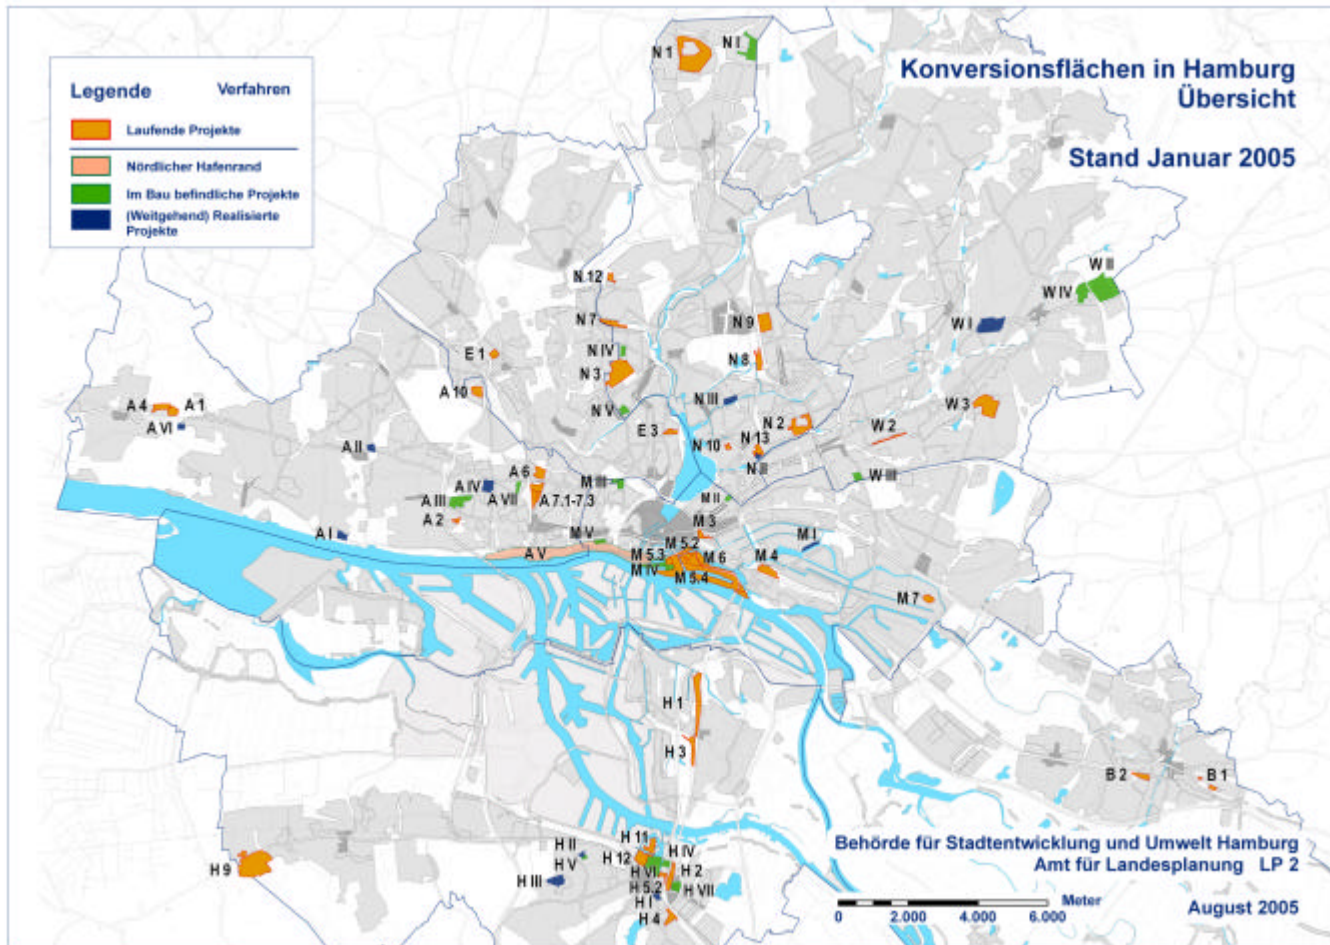 Konversionsflächen in Hamburg
Übersicht
Stand Januar 2005
Legende Verfahren
Laufende Projekte
Nördlicher Hafenrand
Im Bau befindliche Projekte
(Weitgehend) Realisierte
Projekte
N 1
N I
N 12
N 7
N 9
N IV
N 8
N 3
N III
N V
N 2
N 10
N 13
N II
W II
W IV
W I
W 3
W 2
W III
E 1
E 3
A 10
A 4
A 1
A VI
A II
A 6
A IV
A VII
A III
A 7.1-7.3
A 2
A I
A V
M III
M II
M V
M 3
M I
M 5.2
M 5.3
M 6
M 4
M IV
M 5.4
M 7
H 1
H 3
B 2
B 1
H 11
H II
H IV
H V
H 12
H 9
H VI
H 2
H III
H 5.2
H VII
H I
H 4
Behörde für Stadtentwicklung und Umwelt Hamburg
Amt für Landesplanung LP 2
Meter
0 2.000 4.000 6.000
August 2005